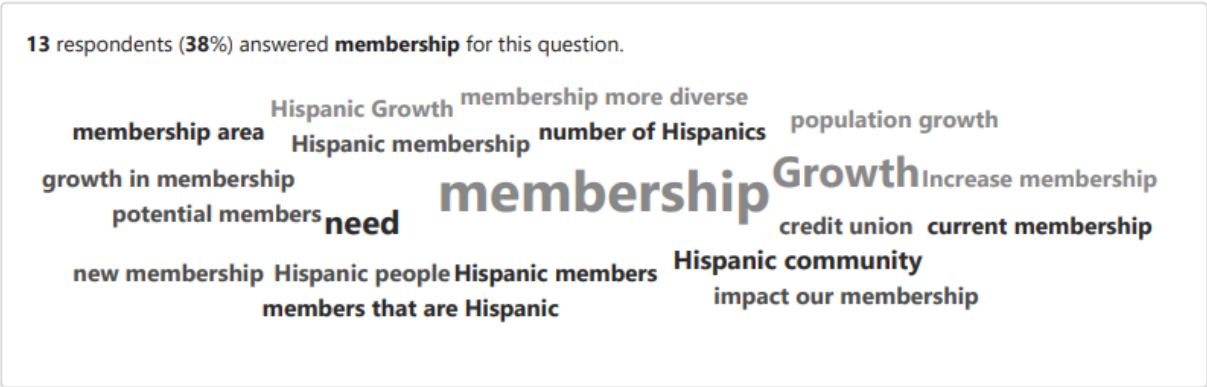 13 respondents (38%) answered membership for this question.
Hispanic Growth membership more diverse
membership area Hispanic membership number of Hispanics population growth
growth in membership membership Growth Increase membership
potential members need credit union current membership
new membership Hispanic people Hispanic members Hispanic community
members that are Hispanic impact our membership